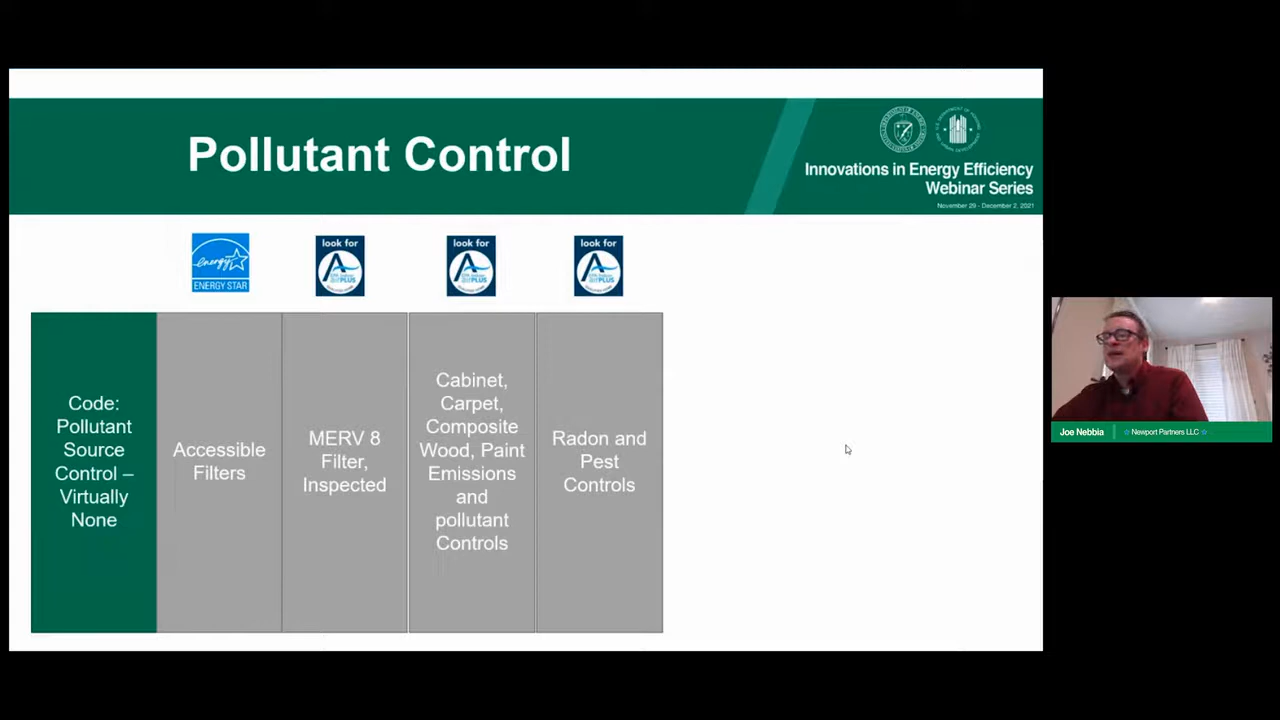 Pollutant Control
Innovations in Energy Efficiency
Webinar Series
November 29 - December 2, 2021
energy
ENERGY STAR
look for
look for
look for
Code:
Pollutant
Source
Control –
Virtually
None
Accessible
Filters
MERV 8
Filter,
Inspected
Cabinet,
Carpet,
Composite
Wood, Paint
Emissions
and
pollutant
Controls
Radon and
Pest
Controls
Joe Nebbia
Newport Partners LLC